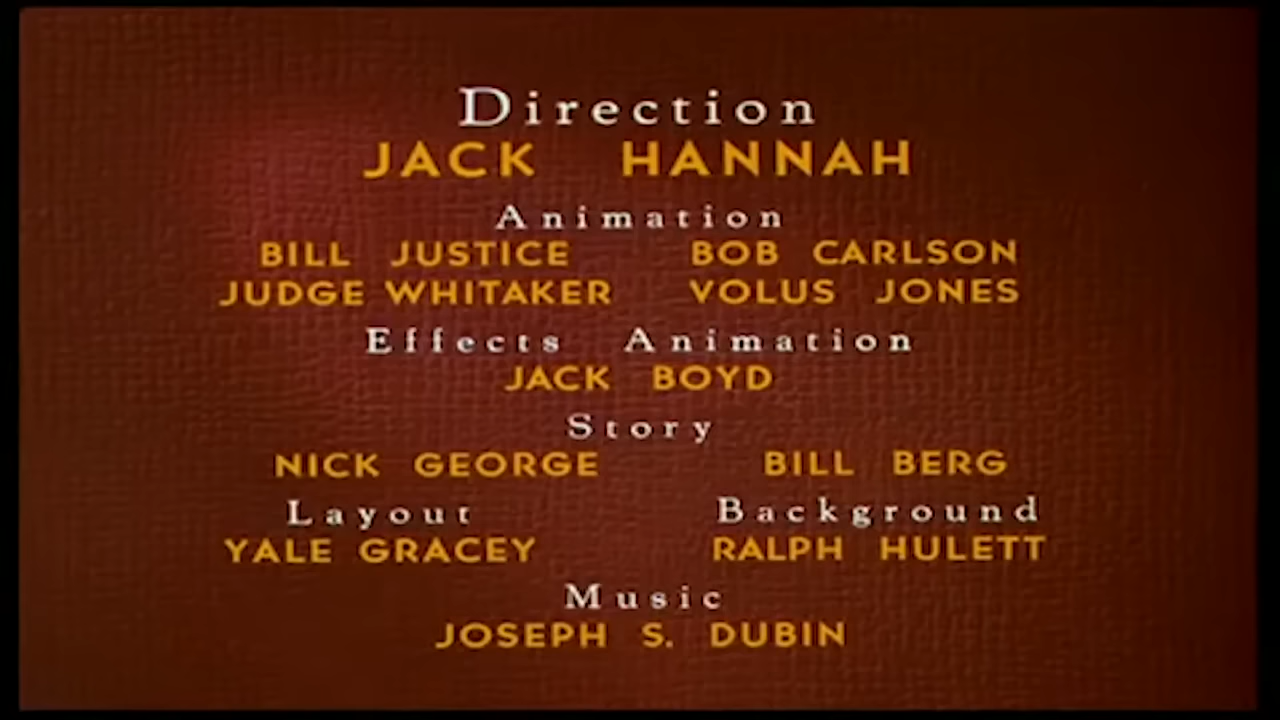 Direction
JACK HANNAH
Animation
BILL JUSTICE BOB CARLSON
JUDGE WHITAKER VOLUS JONES
Effects Animation
JACK BOYD
Story
NICK GEORGE BILL BERG
Layout Background
YALE GRACEY RALPH HULETT
Music
JOSEPH S. DUBIN